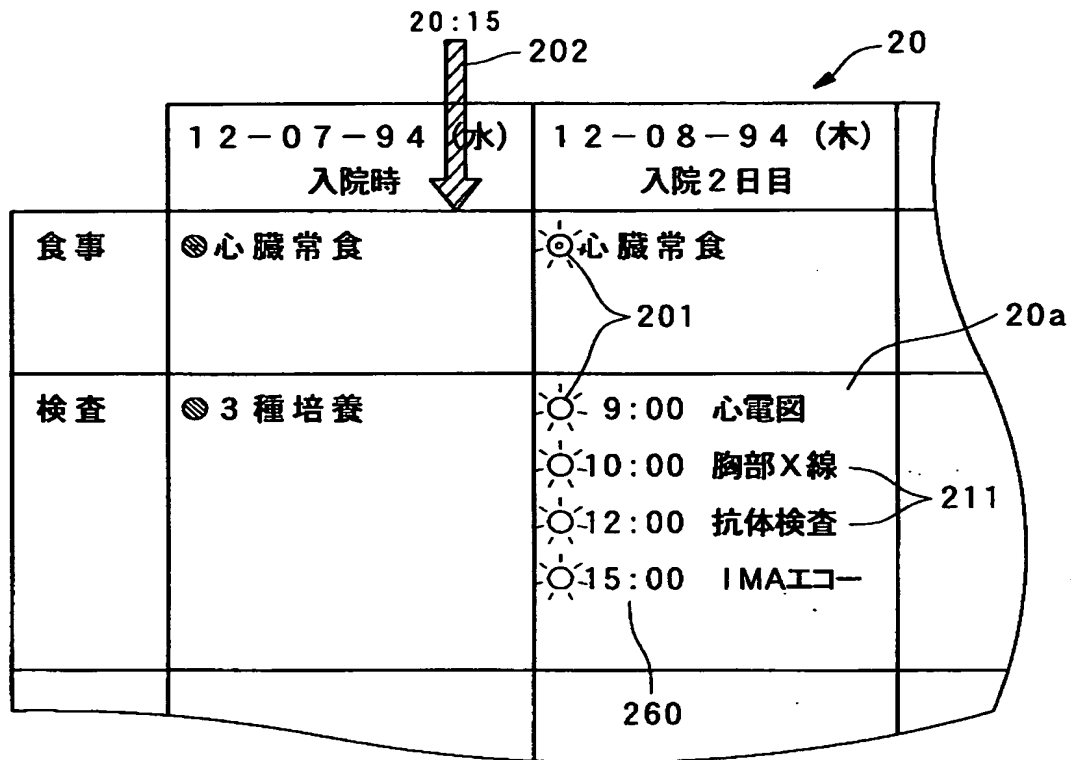 20:15
202
20
12-07-94 (水)
入院時
12-08-94 (木)
入院2日目
食事
心臓常食
心臓常食
201
20a
検査
3種培養
9:00 心電図
10:00 胸部X線
211
12:00 抗体検査
15:00 IMAエコー
260